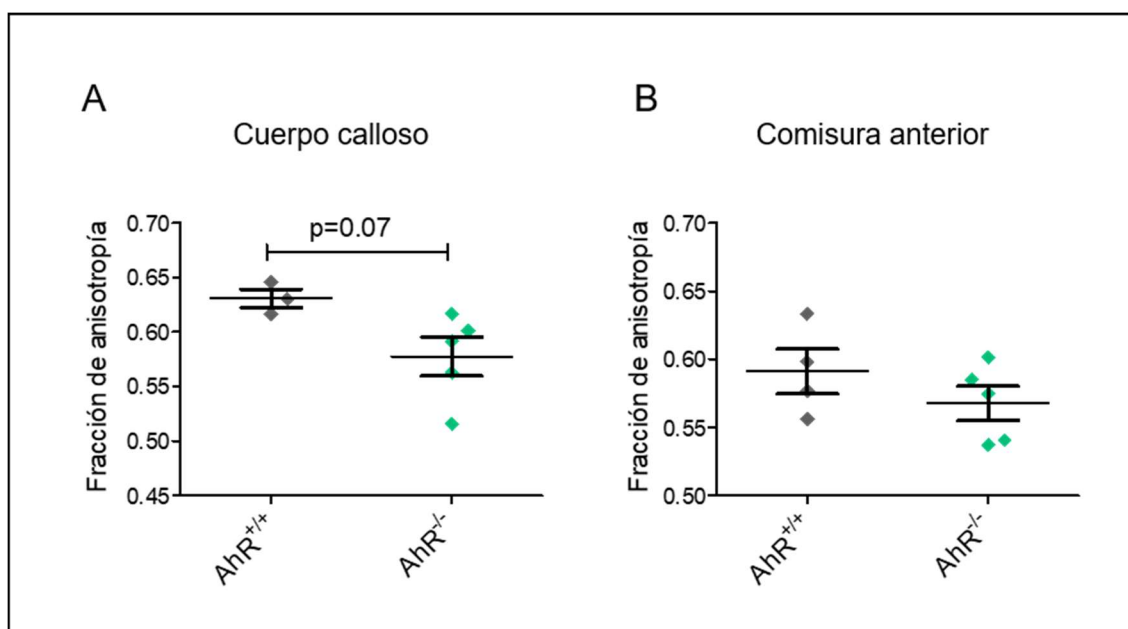 A
Cuerpo calloso
Fracción de anisotropía
0.70
0.65
0.60
0.55
0.50
0.45
p=0.07
AhR+/+
AhR-/-
B
Comisura anterior
Fracción de anisotropía
0.70
0.65
0.60
0.55
0.50
AhR+/+
AhR-/-